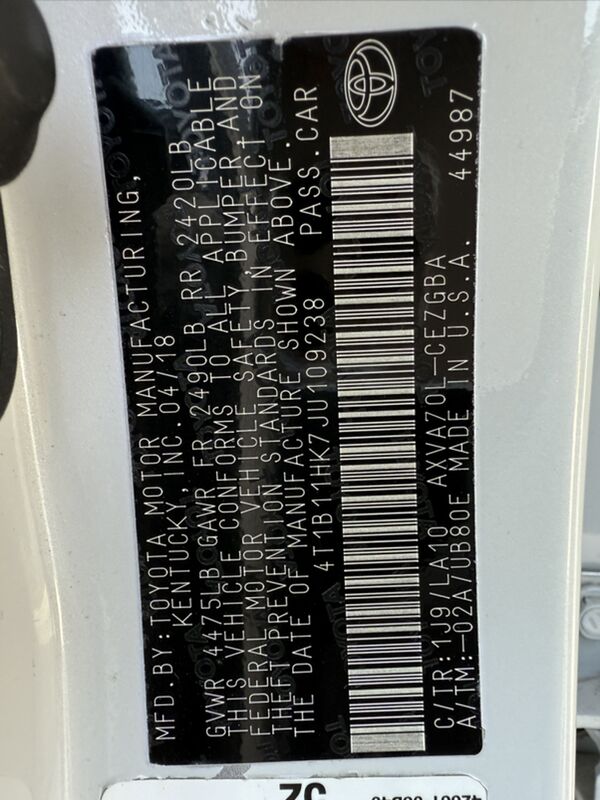 MFD. BY: TOYOTA MOTOR MANUFACTURING,
KENTUCKY, INC. 04/18
GVWR 4475LB GAWR FR 2490LB RR 2420LB
THIS VEHICLE CONFORMS TO ALL APPLICABLE
FEDERAL MOTOR VEHICLE SAFETY, BUMPER, AND
THEFT PREVENTION STANDARDS IN EFFECT ON
THE DATE OF MANUFACTURE SHOWN ABOVE.
4T1B11HK7JU109238 PASS. CAR
C/TR: 1J9/LA10 AXVA70L-CEZGBA 44987
A/TM: -02A/UB80E MADE IN U.S.A.